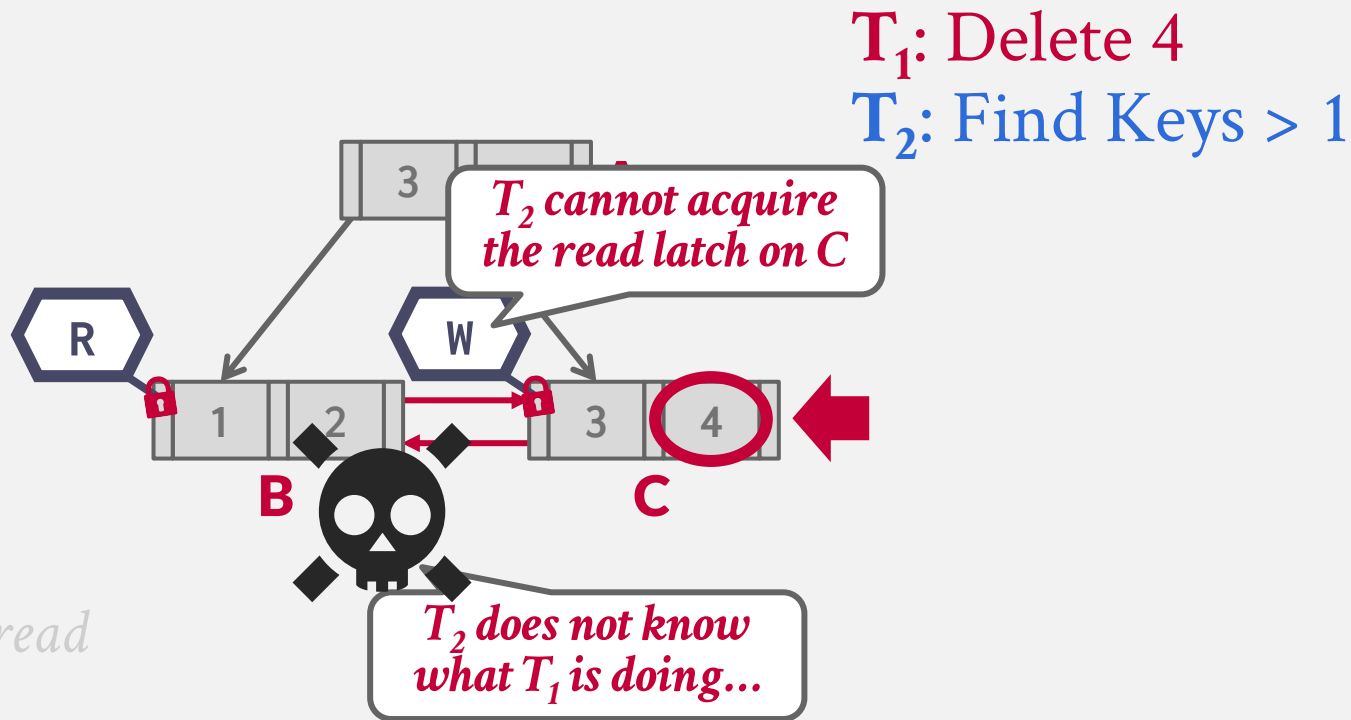 T₁: Delete 4
T₂: Find Keys > 1
3
T₂ cannot acquire
the read latch on C
R
W
1 2
3 4
B
C
read
T₂ does not know
what T₁ is doing...